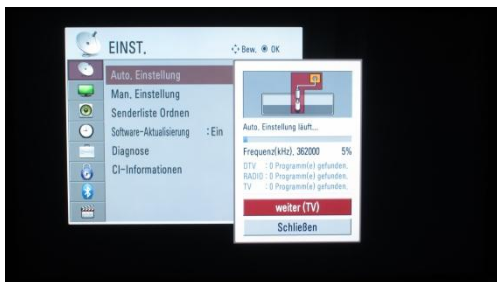 EINST.
Bew. OK
Auto. Einstellung
Man. Einstellung
Senderliste Ordnen
Software-Aktualisierung : Ein
Diagnose
CI-Informationen
Auto. Einstellung läuft...
Frequenz(kHz), 362000 5%
DTV : 0 Programm(e) gefunden.
RADIO : 0 Programm(e) gefunden.
TV : 0 Programm(e) gefunden.
weiter (TV)
Schließen